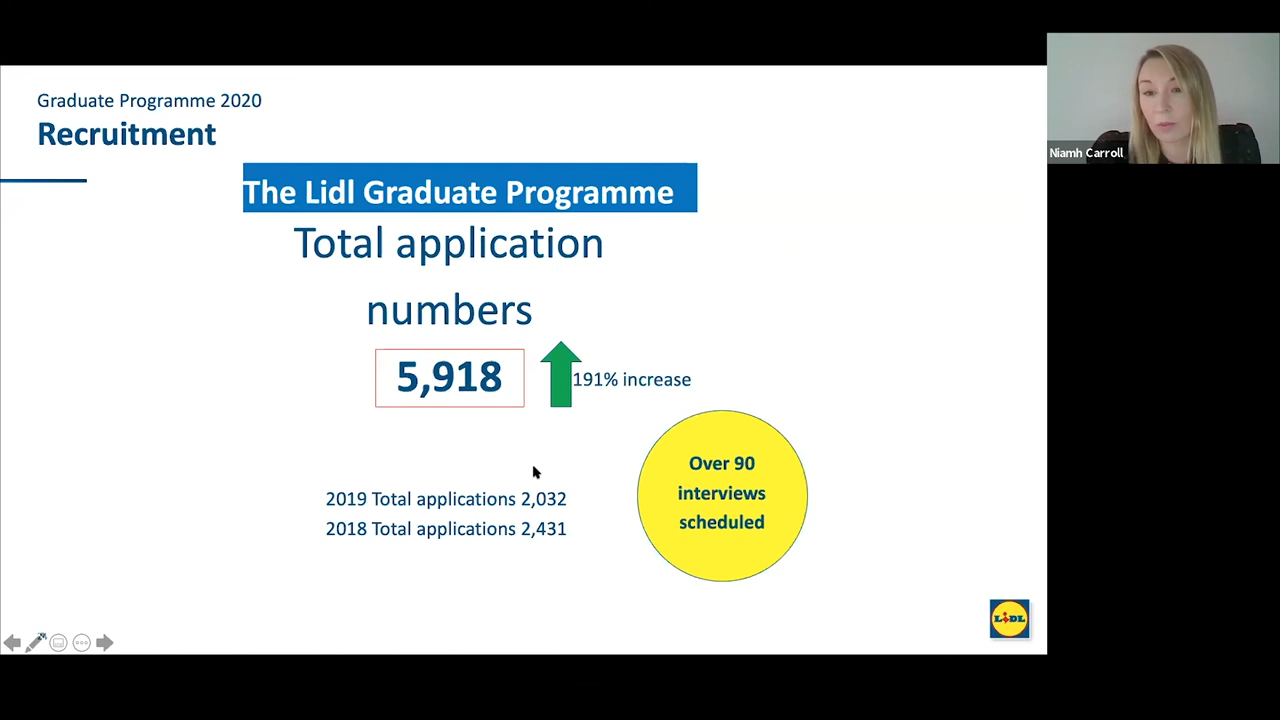 Graduate Programme 2020
Recruitment
The Lidl Graduate Programme
Total application
numbers
5,918
191% increase
Over 90
interviews
scheduled
2019 Total applications 2,032
2018 Total applications 2,431
LIDL
Niamh Carroll